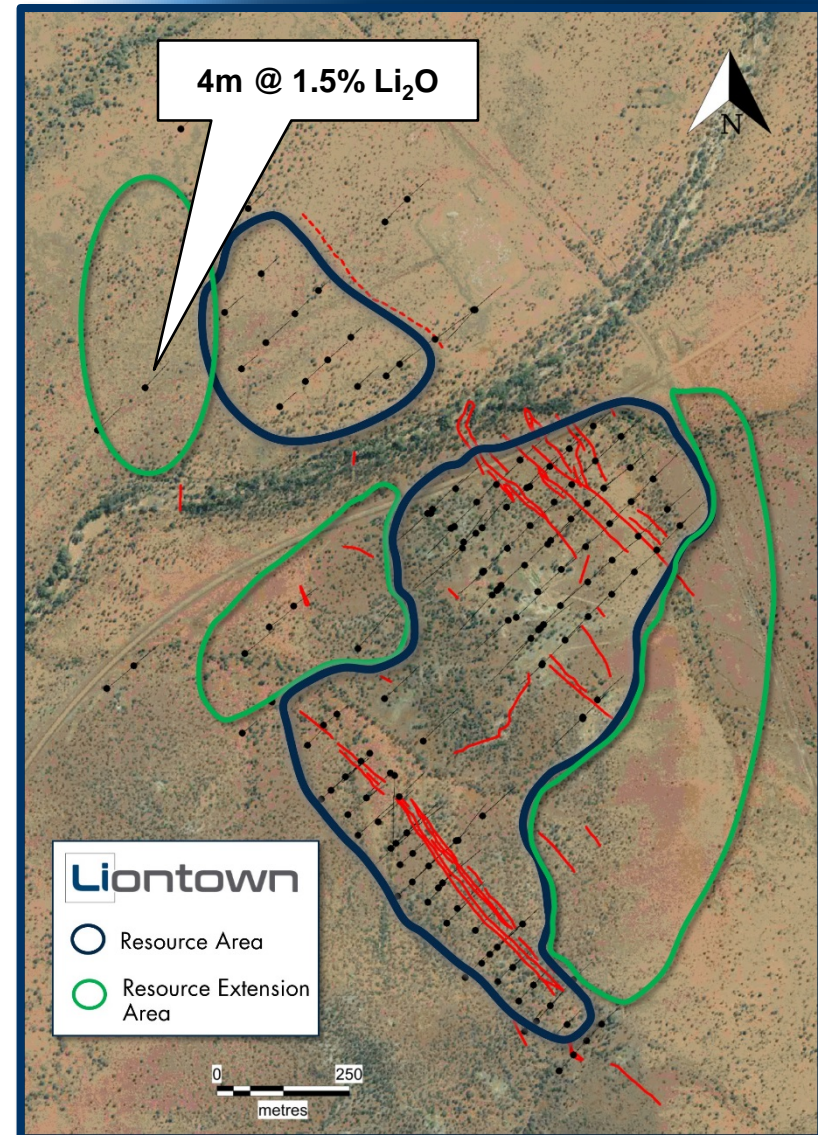 4m @ 1.5% Li₂O
N
Liontown
Resource Area
Resource Extension
Area
0 250
metres